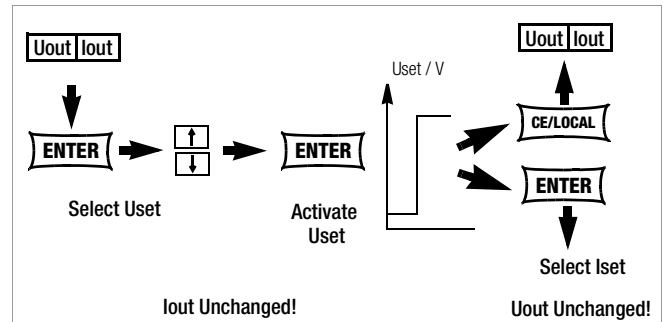 Uout Iout
Uout Iout
Uset / V
ENTER
ENTER
CE/LOCAL
ENTER
Select Uset
Activate
Uset
Select Iset
Iout Unchanged!
Uout Unchanged!